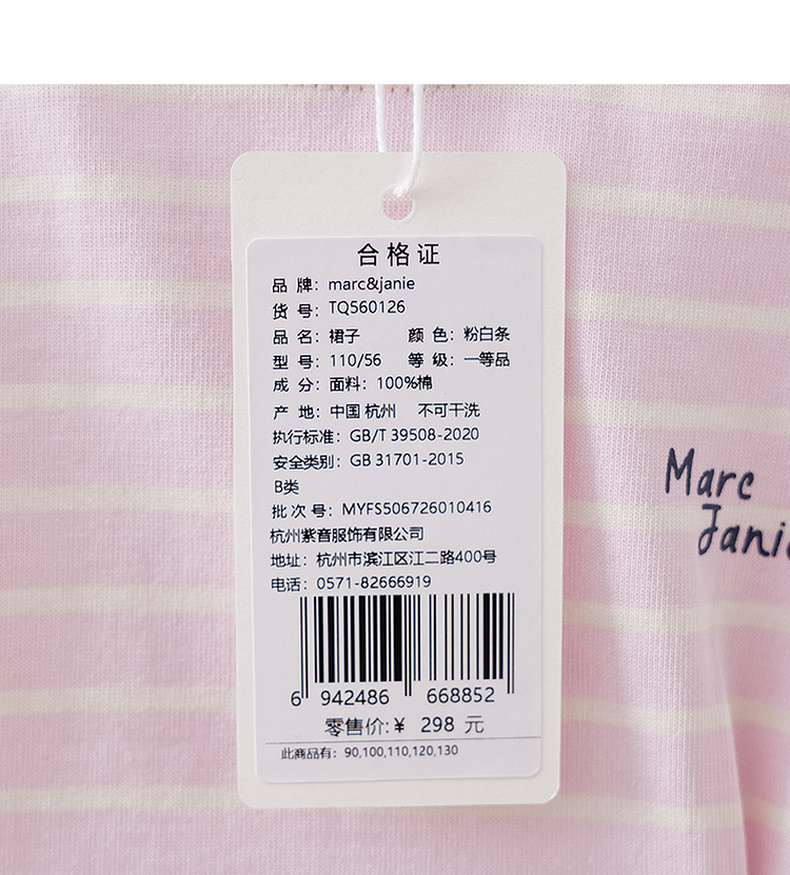 合格证
品 牌：marc&janie
货 号：TQ560126
品 名：裙子 颜 色：粉白条
型 号：110/56 等 级：一等品
成 分：面料：100%棉
产 地：中国 杭州 不可干洗
执行标准：GB/T 39508-2020
安全类别：GB 31701-2015
B类
批 次 号：MYFS506726010416
杭州紫音服饰有限公司
地址：杭州市滨江区江二路400号
电话：0571-82666919
6 942486 668852
零售价:¥ 298 元
此商品有：90,100,110,120,130
Marc
Janie